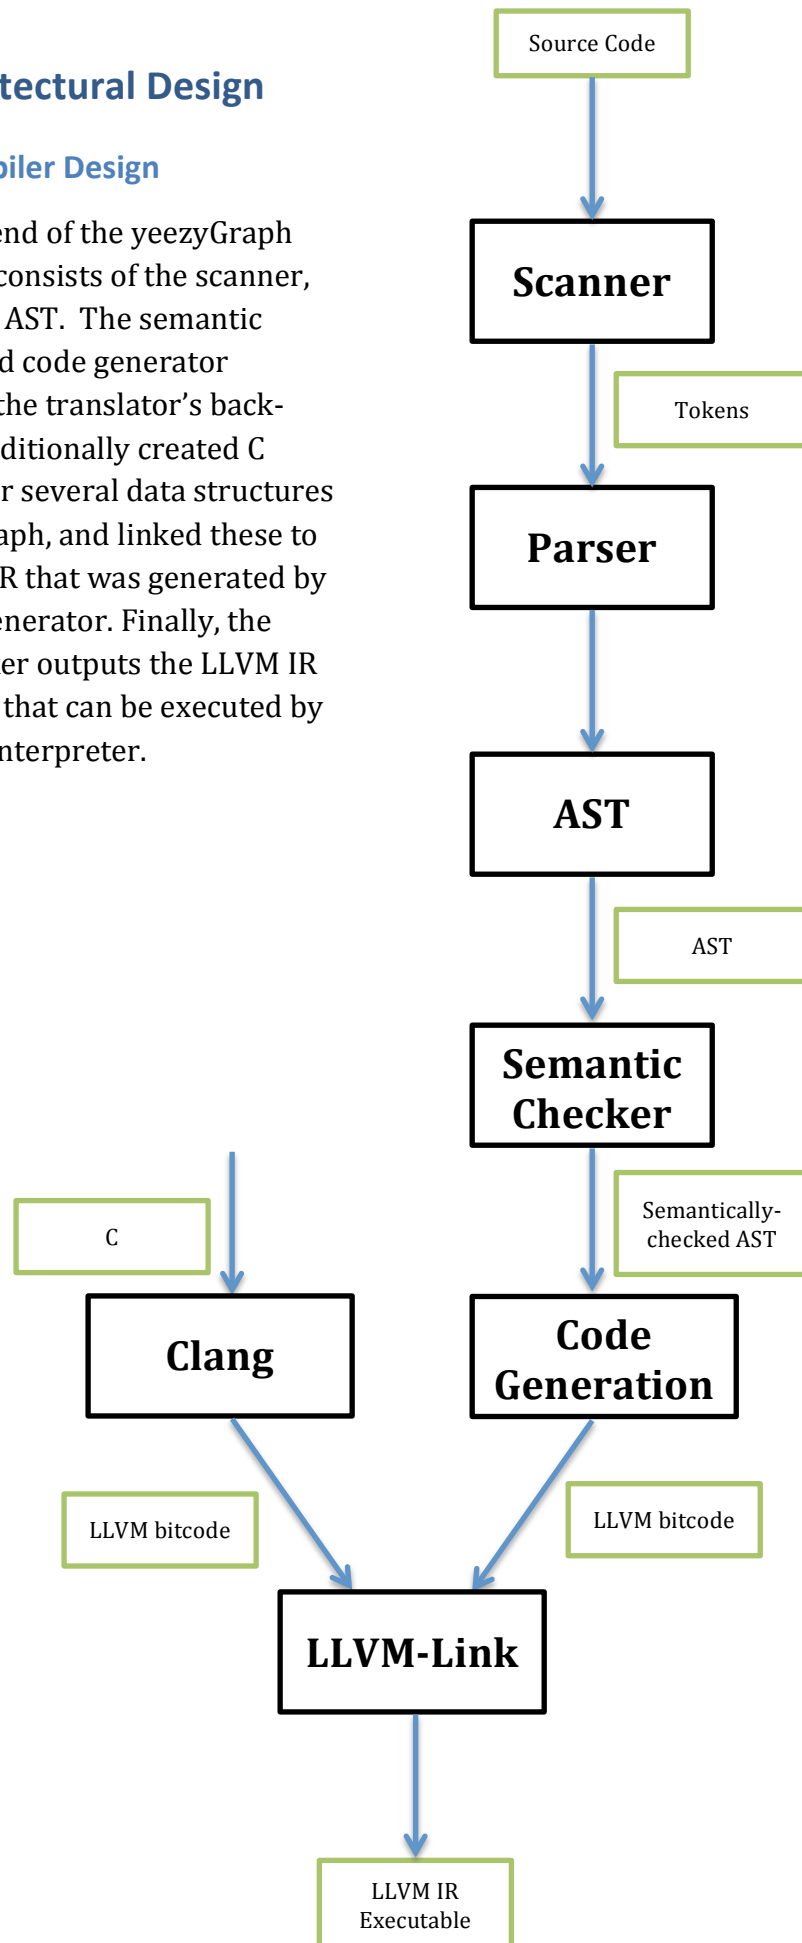 tectural Design
piler Design
end of the yeezyGraph
consists of the scanner,
AST.  The semantic
d code generator
the translator’s back-
ditionally created C
r several data structures
aph, and linked these to
R that was generated by
enerator. Finally, the
ker outputs the LLVM IR
that can be executed by
nterpreter.
Source Code
Scanner
Tokens
Parser
AST
AST
Semantic
Checker
Semantically-
checked AST
C
Clang
Code
Generation
LLVM bitcode
LLVM bitcode
LLVM-Link
LLVM IR
Executable